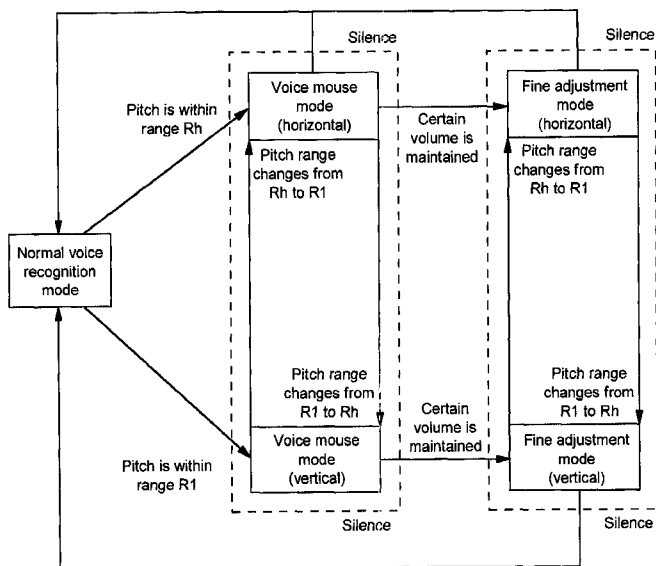 Silence
Silence
Voice mouse
mode
(horizontal)
Fine adjustment
mode
(horizontal)
Pitch is within
range Rh
Certain
volume is
maintained
Pitch range
changes from
Rh to R1
Pitch range
changes from
Rh to R1
Normal voice
recognition
mode
Pitch range
changes from
R1 to Rh
Pitch range
changes from
R1 to Rh
Certain
volume is
maintained
Voice mouse
mode
(vertical)
Fine adjustment
mode
(vertical)
Pitch is within
range R1
Silence
Silence